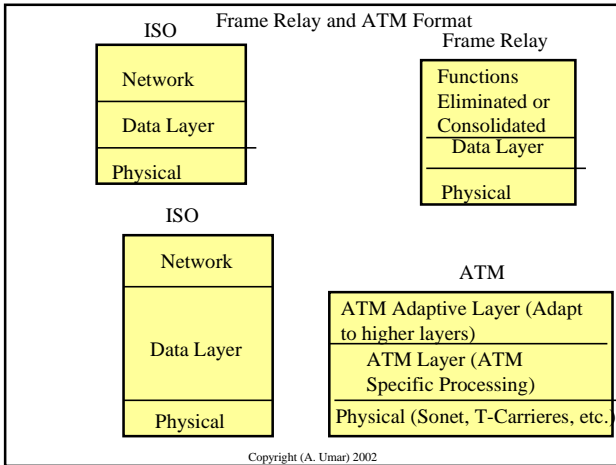 Frame Relay and ATM Format
ISO
Network
Data Layer
Physical
Frame Relay
Functions
Eliminated or
Consolidated
Data Layer
Physical
ISO
Network
Data Layer
Physical
ATM
ATM Adaptive Layer (Adapt
to higher layers)
ATM Layer (ATM
Specific Processing)
Physical (Sonet, T-Carrieres, etc.)
Copyright (A. Umar) 2002